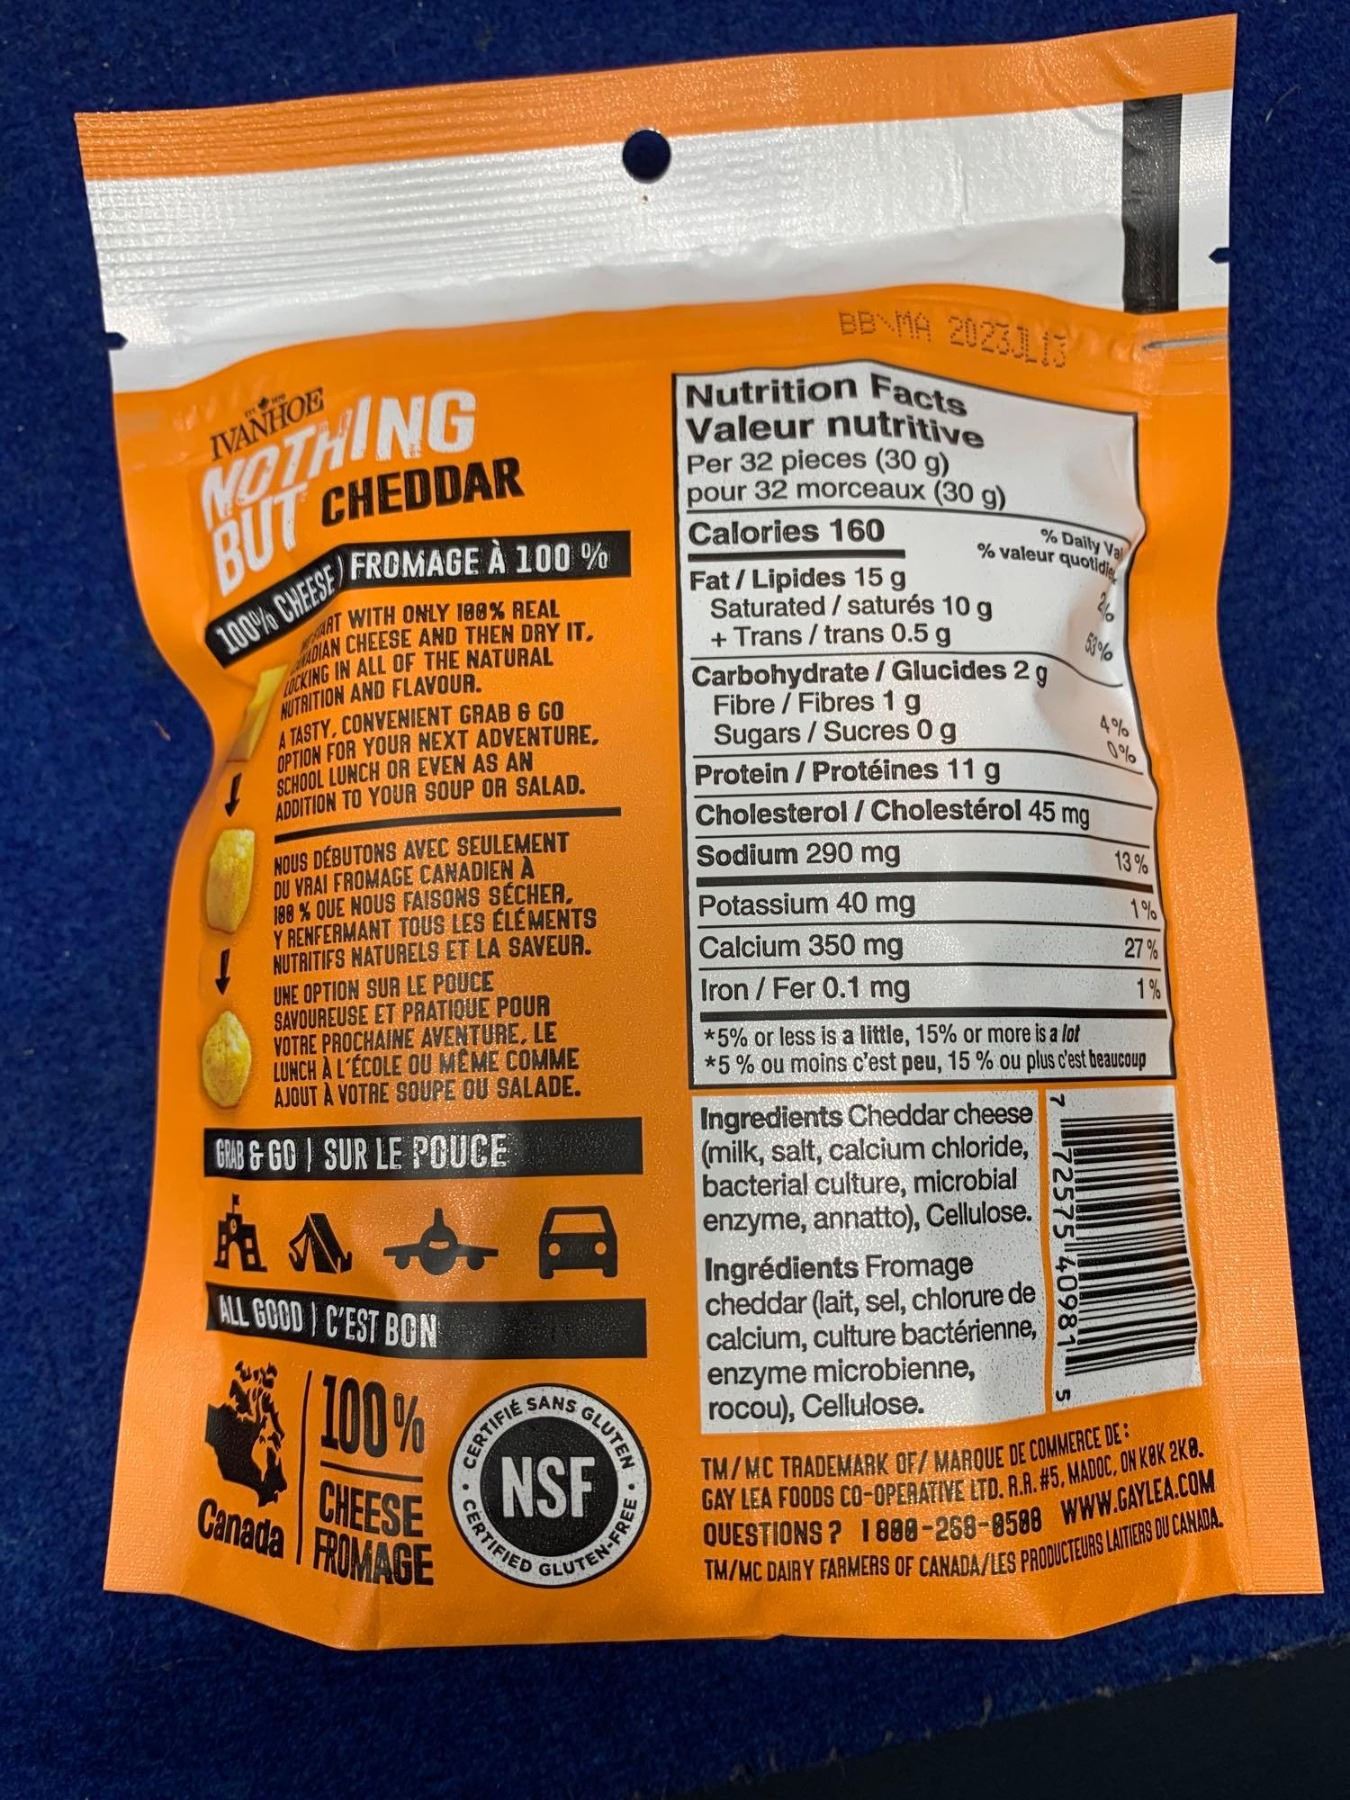 BB\MA 2023JL13
IVANHOE
NOTHING
BUT CHEDDAR
100% CHEESE) FROMAGE À 100 %
START WITH ONLY 100% REAL
CANADIAN CHEESE AND THEN DRY IT,
LOCKING IN ALL OF THE NATURAL
NUTRITION AND FLAVOUR.
A TASTY, CONVENIENT GRAB & GO
OPTION FOR YOUR NEXT ADVENTURE,
SCHOOL LUNCH OR EVEN AS AN
ADDITION TO YOUR SOUP OR SALAD.
NOUS DÉBUTONS AVEC SEULEMENT
DU VRAI FROMAGE CANADIEN À
100 % QUE NOUS FAISONS SÉCHER,
Y RENFERMANT TOUS LES ÉLÉMENTS
NUTRITIFS NATURELS ET LA SAVEUR.
UNE OPTION SUR LE POUCE
SAVOUREUSE ET PRATIQUE POUR
VOTRE PROCHAINE AVENTURE, LE
LUNCH À L'ÉCOLE OU MÊME COMME
AJOUT À VOTRE SOUPE OU SALADE.
GRAB & GO | SUR LE POUCE
ALL GOOD | C'EST BON
Canada
100%
CHEESE
FROMAGE
CERTIFIÉ SANS GLUTEN
NSF
CERTIFIED GLUTEN-FREE
Nutrition Facts
Valeur nutritive
Per 32 pieces (30 g)
pour 32 morceaux (30 g)
Calories 160
% Daily
% valeur
Fat / Lipides 15 g
Saturated / saturés 10 g
+ Trans / trans 0.5 g 53%
Carbohydrate / Glucides 2 g
Fibre / Fibres 1 g 4%
Sugars / Sucres 0 g 0%
Protein / Protéines 11 g
Cholesterol / Cholestérol 45 mg
Sodium 290 mg 13%
Potassium 40 mg 1%
Calcium 350 mg 27%
Iron / Fer 0.1 mg 1%
*5% or less is a little, 15% or more is a lot
*5 % ou moins c'est peu, 15 % ou plus c'est beaucoup
Ingredients Cheddar cheese
(milk, salt, calcium chloride,
bacterial culture, microbial
enzyme, annatto), Cellulose.
Ingrédients Fromage
cheddar (lait, sel, chlorure de
calcium, culture bactérienne,
enzyme microbienne,
rocou), Cellulose.
7 72575 40981 5
TM/MC TRADEMARK OF/ MARQUE DE COMMERCE DE:
GAY LEA FOODS CO-OPERATIVE LTD. R.R. #5, MADOC, ON K0K 2K0.
QUESTIONS? 1 800-268-0508 WWW.GAYLEA.COM
TM/MC DAIRY FARMERS OF CANADA/LES PRODUCTEURS LAITIERS DU CANADA.